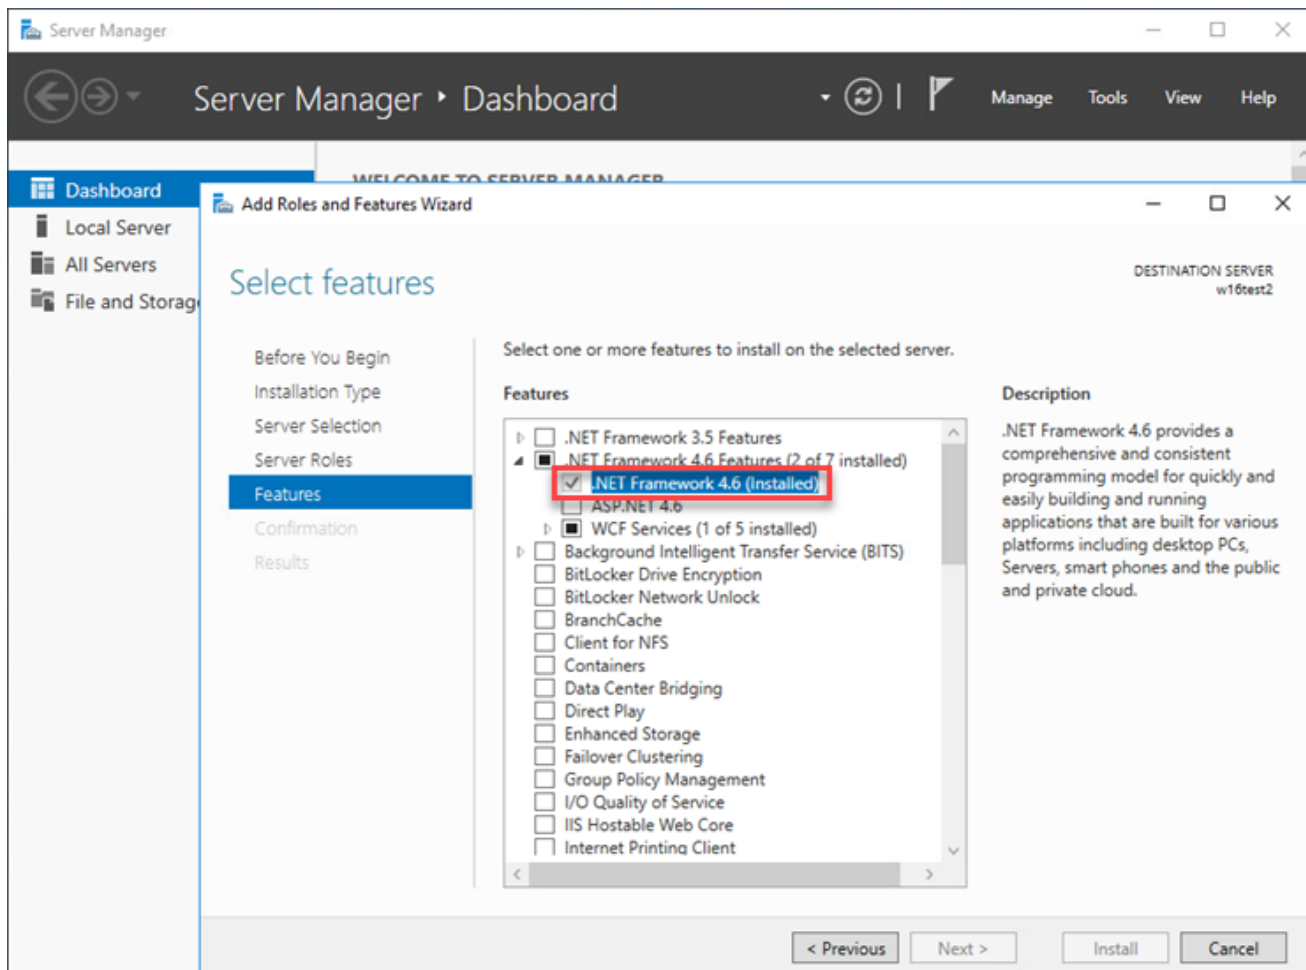 Server Manager
Server Manager ‣ Dashboard
Manage Tools View Help
Dashboard
Local Server
All Servers
File and Storag
WELCOME TO SERVER MANAGER
Add Roles and Features Wizard
Select features
DESTINATION SERVER
w16test2
Before You Begin
Installation Type
Server Selection
Server Roles
Features
Confirmation
Results
Select one or more features to install on the selected server.
Features
.NET Framework 3.5 Features
.NET Framework 4.6 Features (2 of 7 installed)
.NET Framework 4.6 (Installed)
ASP.NET 4.6
WCF Services (1 of 5 installed)
Background Intelligent Transfer Service (BITS)
BitLocker Drive Encryption
BitLocker Network Unlock
BranchCache
Client for NFS
Containers
Data Center Bridging
Direct Play
Enhanced Storage
Failover Clustering
Group Policy Management
I/O Quality of Service
IIS Hostable Web Core
Internet Printing Client
Description
.NET Framework 4.6 provides a
comprehensive and consistent
programming model for quickly and
easily building and running
applications that are built for various
platforms including desktop PCs,
Servers, smart phones and the public
and private cloud.
< Previous
Next >
Install
Cancel